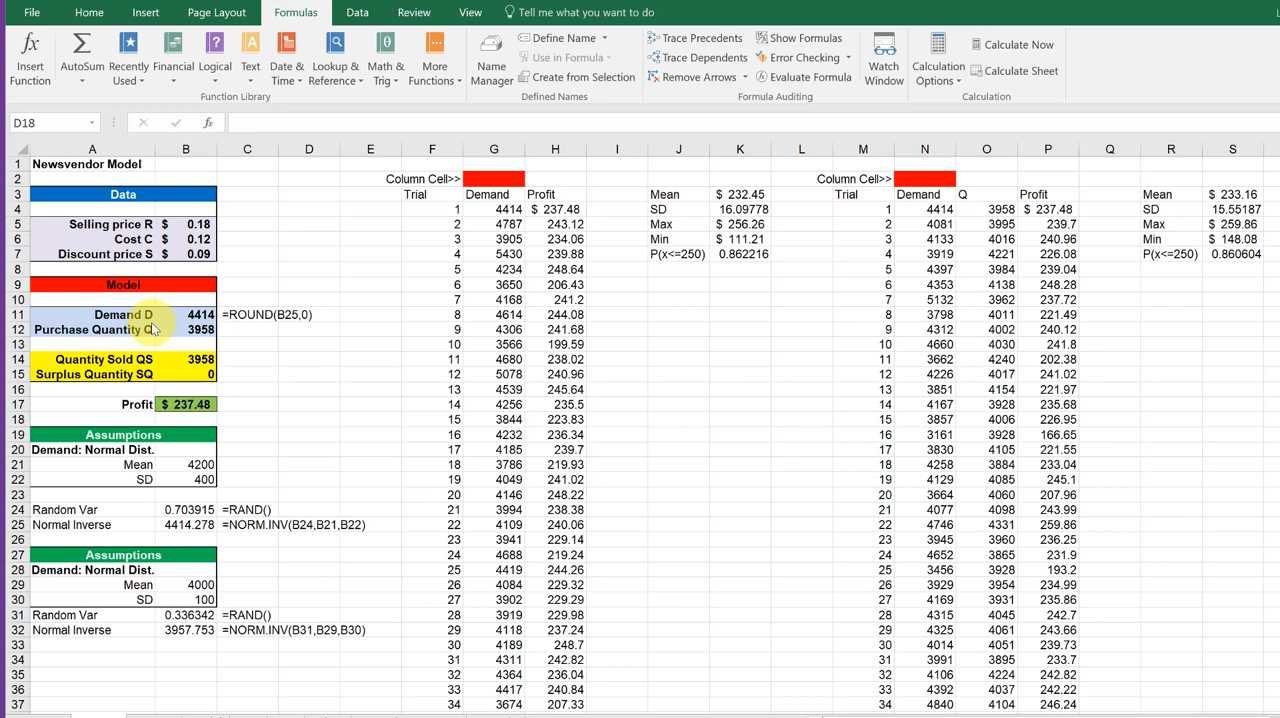 File Home Insert Page Layout Formulas Data Review View Tell me what you want to do
Insert Function AutoSum Recently Used Financial Logical Text Date & Time Lookup & Reference Math & Trig More Functions Name Manager Define Name Use in Formula Create from Selection Trace Precedents Trace Dependents Remove Arrows Show Formulas Error Checking Evaluate Formula Watch Window Calculation Options Calculate Now Calculate Sheet
Function Library Defined Names Formula Auditing Calculation
D18 fx
A B C D E F G H I J K L M N O P Q R S
1 Newsvendor Model
2 Column Cell>> Column Cell>>
3 Data Trial Demand Profit Mean $ 232.45 Trial Demand Q Profit Mean $ 233.16
4 1 4414 $ 237.48 SD 16.09778 1 4414 3958 $ 237.48 SD 15.55187
5 Selling price R $ 0.18 2 4787 243.12 Max $ 256.26 2 4081 3995 239.7 Max $ 259.86
6 Cost C $ 0.12 3 3905 234.06 Min $ 111.21 3 4133 4016 240.96 Min $ 148.08
7 Discount price S $ 0.09 4 5430 239.88 P(x<=250) 0.862216 4 3919 4221 226.08 P(x<=250) 0.860604
8 5 4234 248.64 5 4397 3984 239.04
9 Model 6 3650 206.43 6 4353 4138 248.28
10 7 4168 241.2 7 5132 3962 237.72
11 Demand D 4414 =ROUND(B25,0) 8 4614 244.08 8 3798 4011 221.49
12 Purchase Quantity Q 3958 9 4306 241.68 9 4312 4002 240.12
13 10 3566 199.59 10 4660 4030 241.8
14 Quantity Sold QS 3958 11 4680 238.02 11 3662 4240 202.38
15 Surplus Quantity SQ 0 12 5078 240.96 12 4226 4017 241.02
16 13 4539 245.64 13 3851 4154 221.97
17 Profit $ 237.48 14 4256 235.5 14 4167 3928 235.68
18 15 3844 223.83 15 3857 4006 226.95
19 Assumptions 16 4232 236.34 16 3161 3928 166.65
20 Demand: Normal Dist. 17 4185 239.7 17 3830 4105 221.55
21 Mean 4200 18 3786 219.93 18 4258 3884 233.04
22 SD 400 19 4049 241.02 19 4129 4085 245.1
23 20 4146 248.22 20 3664 4060 207.96
24 Random Var 0.703915 =RAND() 21 3994 238.38 21 4077 4098 243.99
25 Normal Inverse 4414.278 =NORM.INV(B24,B21,B22) 22 4109 240.06 22 4746 4331 259.86
26 23 3941 229.14 23 3945 3960 236.25
27 Assumptions 24 4688 219.24 24 4652 3865 231.9
28 Demand: Normal Dist. 25 4419 244.26 25 3456 3928 193.2
29 Mean 4000 26 4084 229.32 26 3929 3954 234.99
30 SD 100 27 3902 229.98 27 4169 3931 235.86
31 Random Var 0.336342 =RAND() 28 3919 229.98 28 4315 4045 242.7
32 Normal Inverse 3957.753 =NORM.INV(B31,B29,B30) 29 4118 237.24 29 4325 4061 243.66
33 30 4189 248.7 30 4014 4051 239.73
34 31 4311 242.82 31 3991 3895 233.7
35 32 4364 236.04 32 4106 4224 242.88
36 33 4417 240.84 33 4392 4037 242.22
37 34 3674 207.33 34 4840 4104 246.24